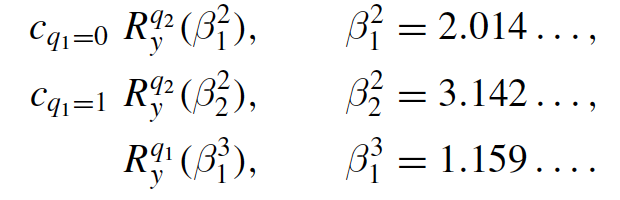 c_{q_1=0} R_y^{q_2}(β_1^2), β_1^2 = 2.014 . . . ,
c_{q_1=1} R_y^{q_2}(β_2^2), β_2^2 = 3.142 . . . ,
R_y^{q_1}(β_1^3), β_1^3 = 1.159 . . . .